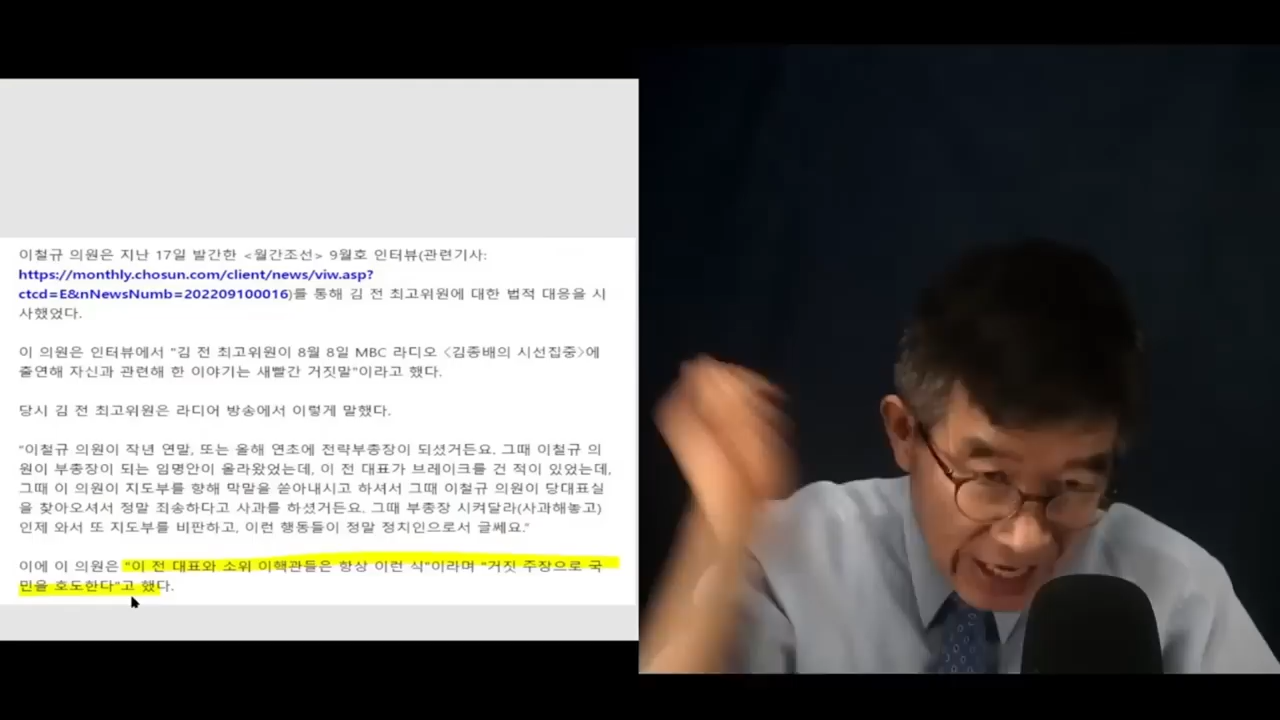 이철규 의원은 지난 17일 발간한 <월간조선> 9월호 인터뷰(관련기사:
https://monthly.chosun.com/client/news/viw.asp?
ctcd=E&nNewsNumb=202209100016)를 통해 김 전 최고위원에 대한 법적 대응을 시
사했었다.
이 의원은 인터뷰에서 "김 전 최고위원이 8월 8일 MBC 라디오 <김종배의 시선집중>에
출연해 자신과 관련해 한 이야기는 새빨간 거짓말"이라고 했다.
당시 김 전 최고위원은 라디어 방송에서 이렇게 말했다.
"이철규 의원이 작년 연말, 또는 올해 연초에 전략부총장이 되셨거든요. 그때 이철규 의
원이 부총장이 되는 임명안이 올라왔었는데, 이 전 대표가 브레이크를 건 적이 있었는데,
그때 이 의원이 지도부를 향해 막말을 쏟아내시고 하셔서 그때 이철규 의원이 당대표실
을 찾아오셔서 정말 죄송하다고 사과를 하셨거든요. 그때 부총장 시켜달라(사과해놓고)
인제 와서 또 지도부를 비판하고, 이런 행동들이 정말 정치인으로서 글쎄요."
이에 이 의원은 "이 전 대표와 소위 이핵관들은 항상 이런 식"이라며 "거짓 주장으로 국
민을 호도한다"고 했다.